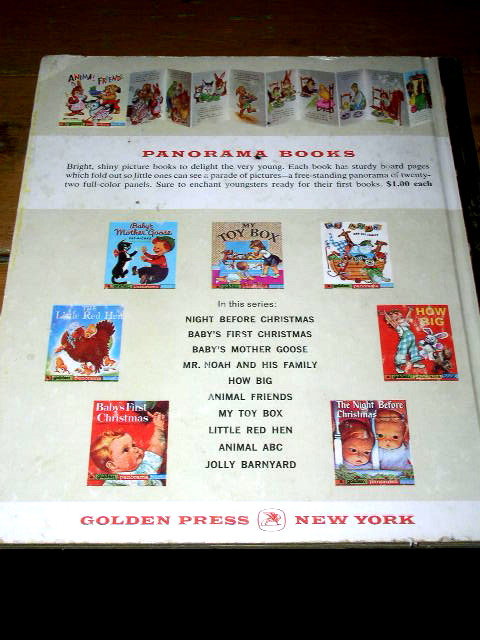 ANIMAL FRIENDS
PANORAMA BOOKS
Bright, shiny picture books to delight the very young. Each book has sturdy board pages
which fold out so little ones can see a parade of pictures—a free-standing panorama of twenty-
two full-color panels. Sure to enchant youngsters ready for their first books. $1.00 each
Baby's
Mother Goose
MY
TOY BOX
The
Little Red Hen
HOW
BIG
Baby's First
Christmas
The Night Before
Christmas
golden panorama
In this series:
NIGHT BEFORE CHRISTMAS
BABY'S FIRST CHRISTMAS
BABY'S MOTHER GOOSE
MR. NOAH AND HIS FAMILY
HOW BIG
ANIMAL FRIENDS
MY TOY BOX
LITTLE RED HEN
ANIMAL ABC
JOLLY BARNYARD
GOLDEN PRESS NEW YORK